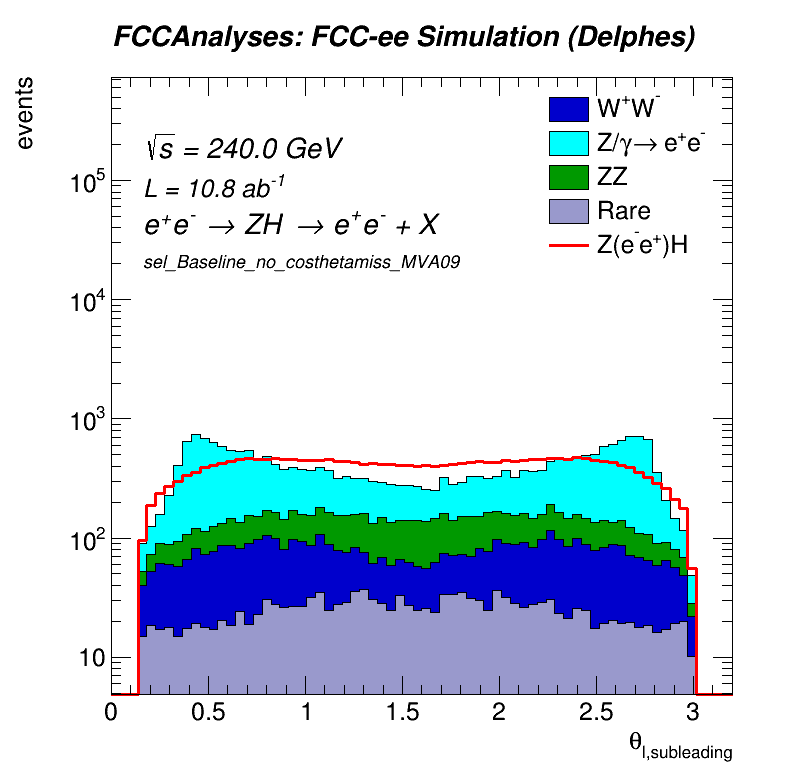 FCCAnalyses: FCC-ee Simulation (Delphes)
events
√s = 240.0 GeV
L = 10.8 ab⁻¹
e⁺e⁻ → ZH → e⁺e⁻ + X
sel_Baseline_no_costhetamiss_MVA09
W⁺W⁻
Z/γ→ e⁺e⁻
ZZ
Rare
Z(e⁻e⁺)H
10⁵
10⁴
10³
10²
10
0 0.5 1 1.5 2 2.5 3
θl,subleading